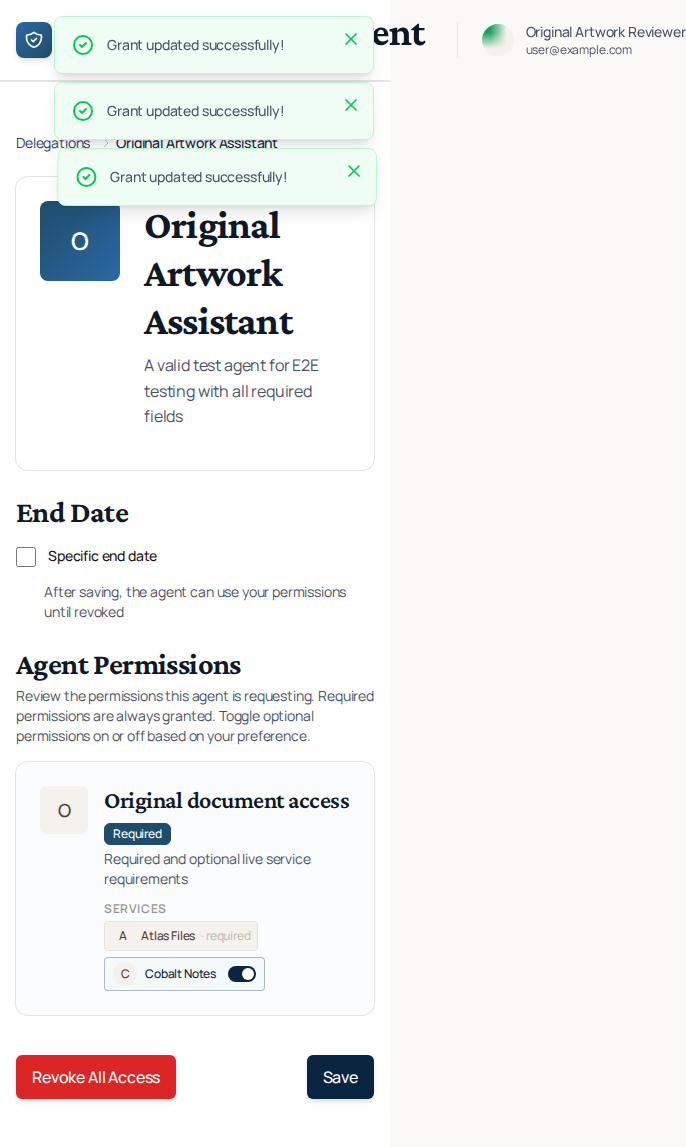 Grant updated successfully!
ent
Original Artwork Reviewer
user@example.com
Grant updated successfully!
Delegations > Original Artwork Assistant
Grant updated successfully!
O
Original
Artwork
Assistant
A valid test agent for E2E
testing with all required
fields
End Date
Specific end date
After saving, the agent can use your permissions
until revoked
Agent Permissions
Review the permissions this agent is requesting. Required
permissions are always granted. Toggle optional
permissions on or off based on your preference.
O
Original document access
Required
Required and optional live service
requirements
SERVICES
A Atlas Files · required
C Cobalt Notes
Revoke All Access
Save